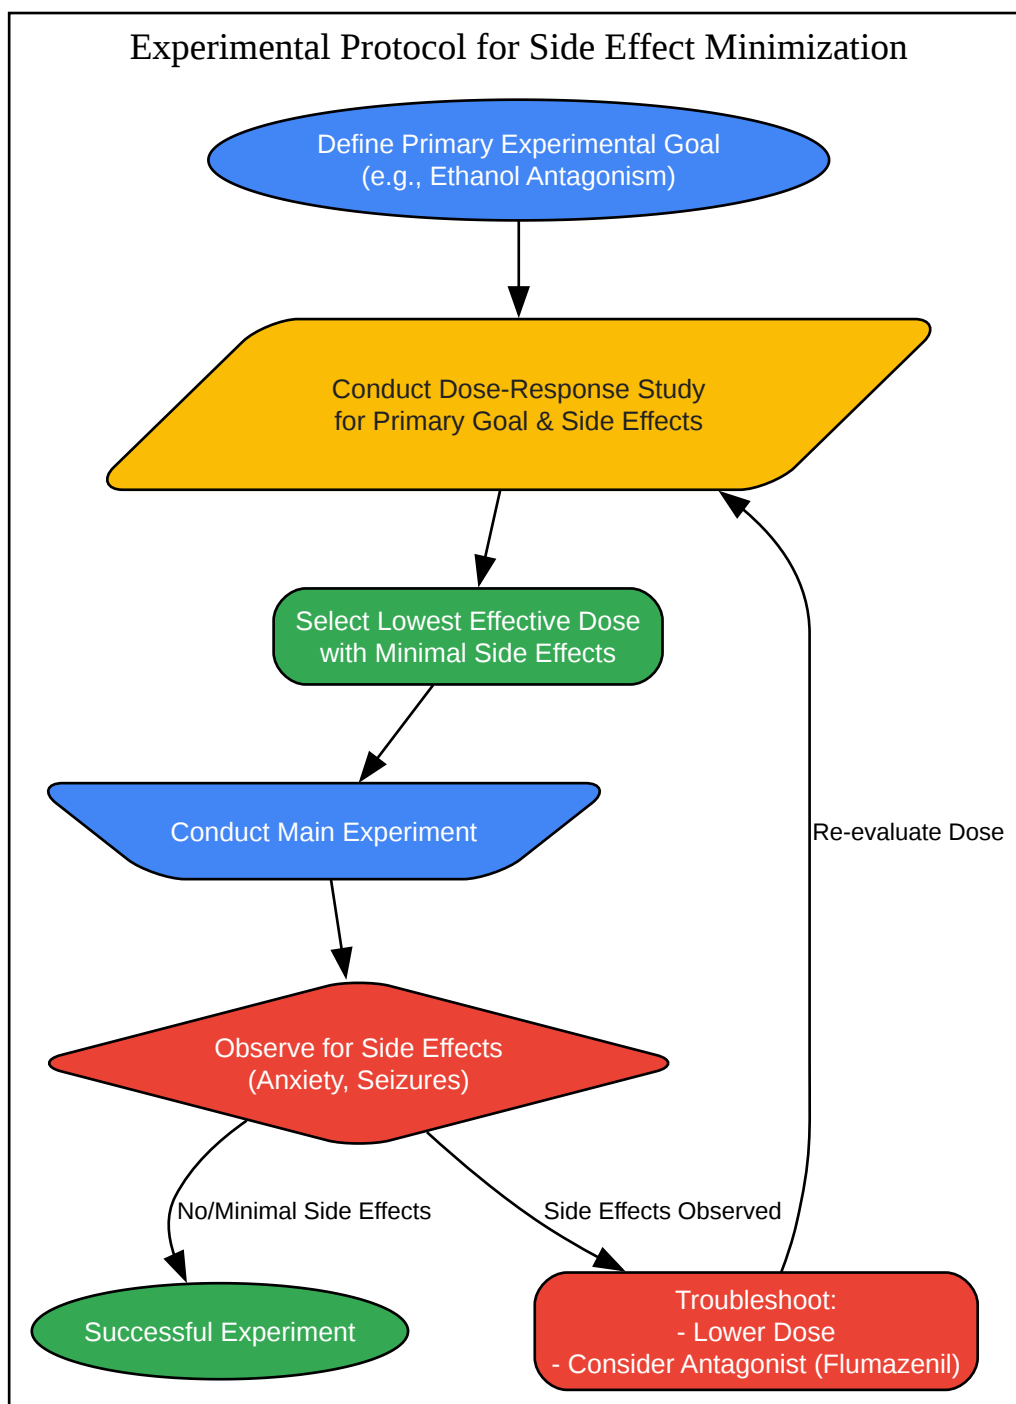 Experimental Protocol for Side Effect Minimization
Define Primary Experimental Goal
(e.g., Ethanol Antagonism)
Conduct Dose-Response Study
for Primary Goal & Side Effects
Select Lowest Effective Dose
with Minimal Side Effects
Conduct Main Experiment
Re-evaluate Dose
Observe for Side Effects
(Anxiety, Seizures)
No/Minimal Side Effects
Side Effects Observed
Successful Experiment
Troubleshoot:
- Lower Dose
- Consider Antagonist (Flumazenil)